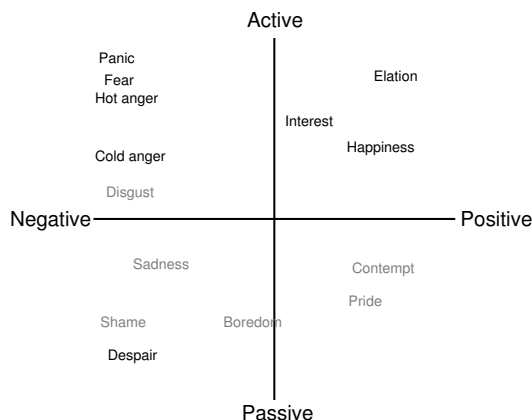 Active
Panic
Fear
Elation
Hot anger
Interest
Happiness
Cold anger
Disgust
Negative
Positive
Sadness
Contempt
Pride
Shame
Boredom
Despair
Passive